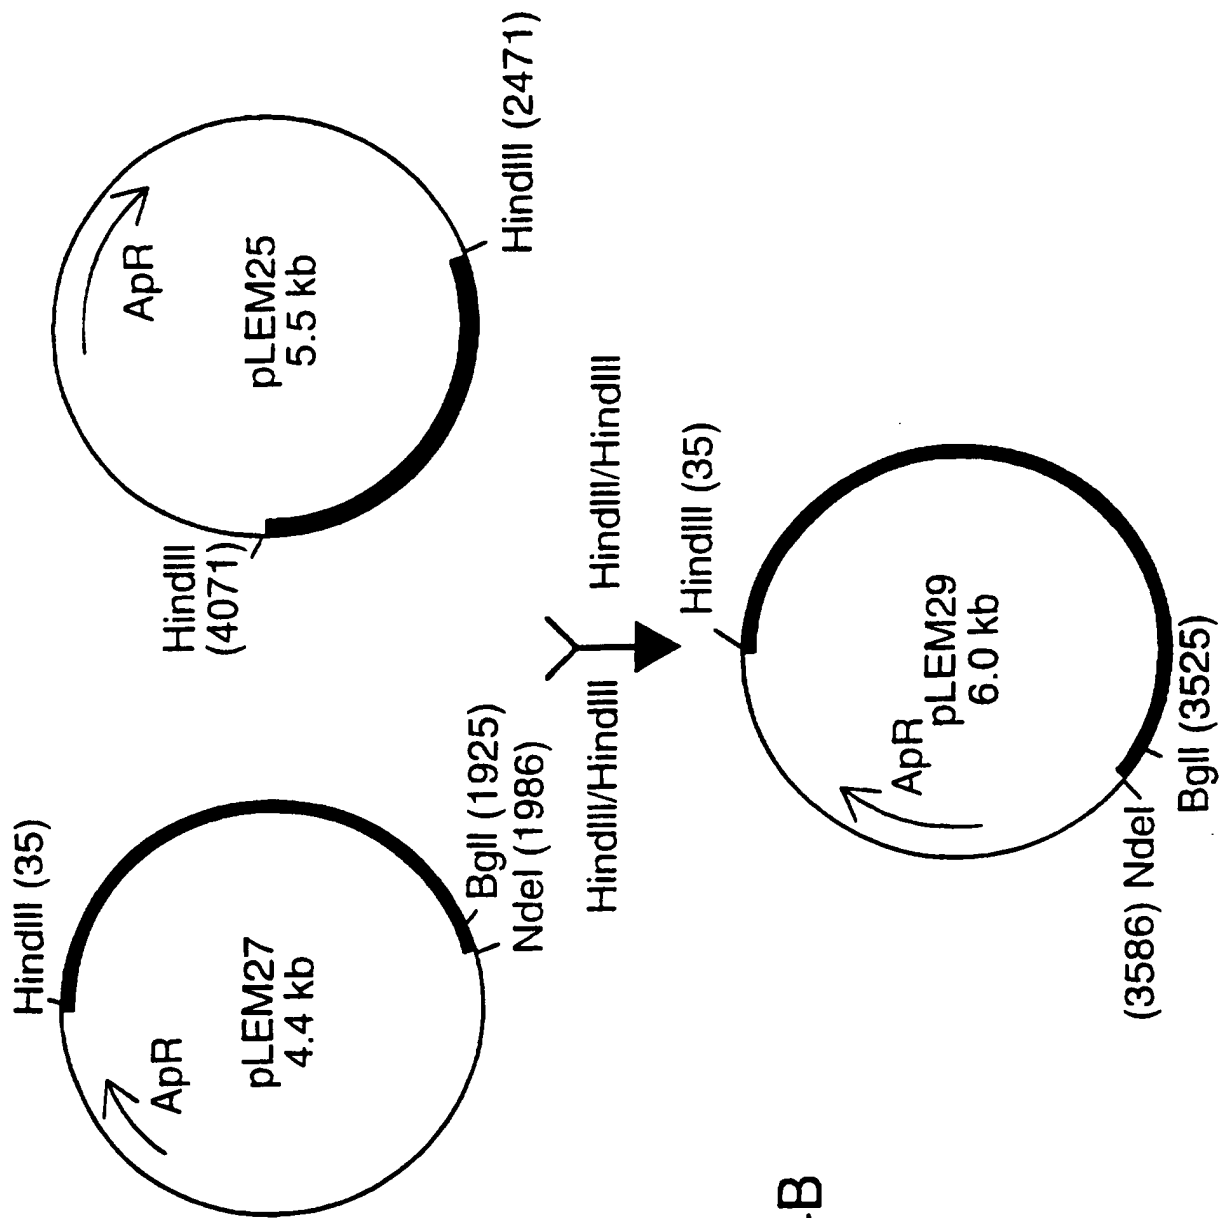 HindIII (35)
ApR
pLEM27
4.4 kb
BglI (1925)
NdeI (1986)
HindIII
(4071)
ApR
pLEM25
5.5 kb
HindIII (2471)
HindIII/HindIII
HindIII/HindIII
HindIII (35)
ApR
pLEM29
6.0 kb
(3586) NdeI
BglI (3525)